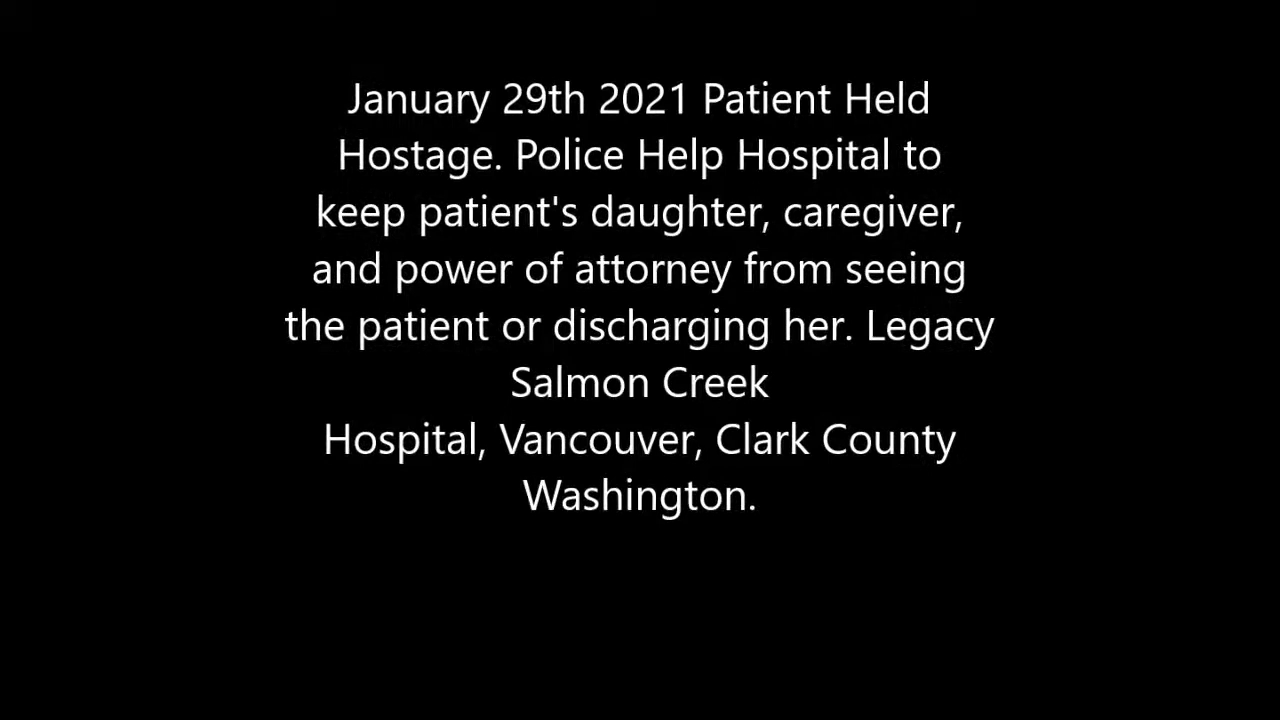 January 29th 2021 Patient Held
Hostage. Police Help Hospital to
keep patient's daughter, caregiver,
and power of attorney from seeing
the patient or discharging her. Legacy
Salmon Creek
Hospital, Vancouver, Clark County
Washington.